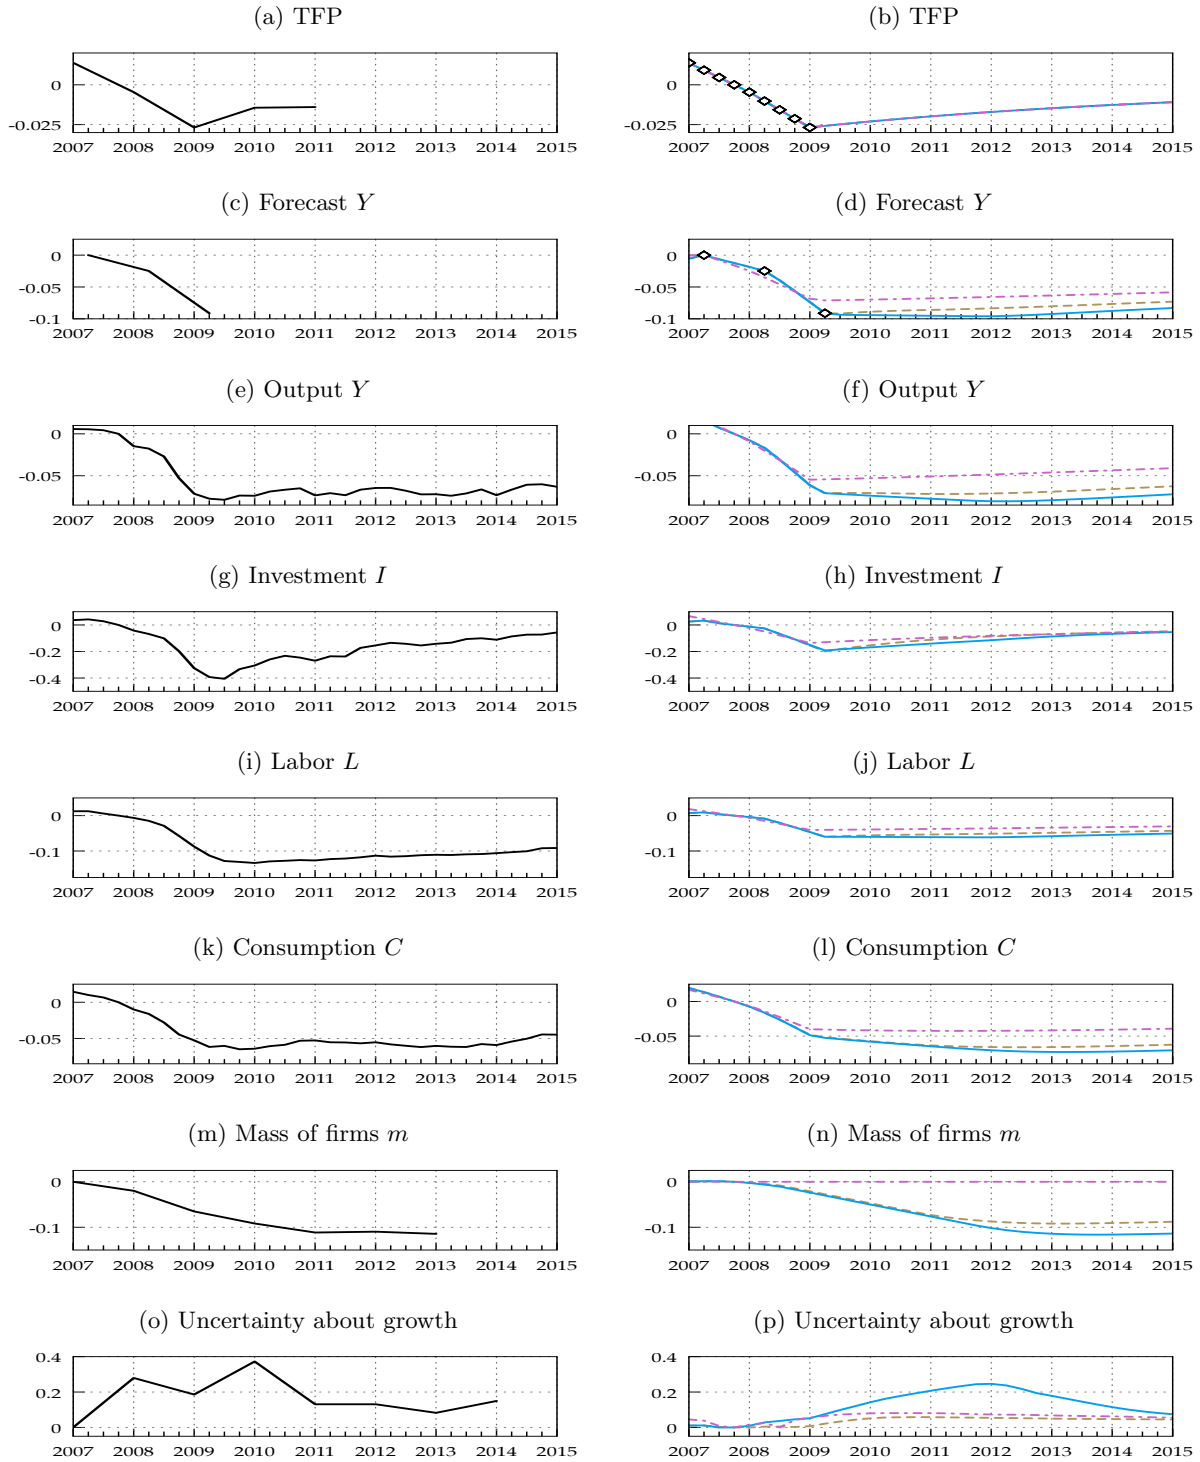 (a) TFP (b) TFP
0 0
-0.025 -0.025
2007 2008 2009 2010 2011 2012 2013 2014 2015 2007 2008 2009 2010 2011 2012 2013 2014 2015
(c) Forecast Y (d) Forecast Y
0 0
-0.05 -0.05
-0.1 -0.1
2007 2008 2009 2010 2011 2012 2013 2014 2015 2007 2008 2009 2010 2011 2012 2013 2014 2015
(e) Output Y (f) Output Y
0 0
-0.05 -0.05
2007 2008 2009 2010 2011 2012 2013 2014 2015 2007 2008 2009 2010 2011 2012 2013 2014 2015
(g) Investment I (h) Investment I
0 0
-0.2 -0.2
-0.4 -0.4
2007 2008 2009 2010 2011 2012 2013 2014 2015 2007 2008 2009 2010 2011 2012 2013 2014 2015
(i) Labor L (j) Labor L
0 0
-0.1 -0.1
2007 2008 2009 2010 2011 2012 2013 2014 2015 2007 2008 2009 2010 2011 2012 2013 2014 2015
(k) Consumption C (l) Consumption C
0 0
-0.05 -0.05
2007 2008 2009 2010 2011 2012 2013 2014 2015 2007 2008 2009 2010 2011 2012 2013 2014 2015
(m) Mass of firms m (n) Mass of firms m
0 0
-0.1 -0.1
2007 2008 2009 2010 2011 2012 2013 2014 2015 2007 2008 2009 2010 2011 2012 2013 2014 2015
(o) Uncertainty about growth (p) Uncertainty about growth
0.4 0.4
0.2 0.2
0 0
2007 2008 2009 2010 2011 2012 2013 2014 2015 2007 2008 2009 2010 2011 2012 2013 2014 2015